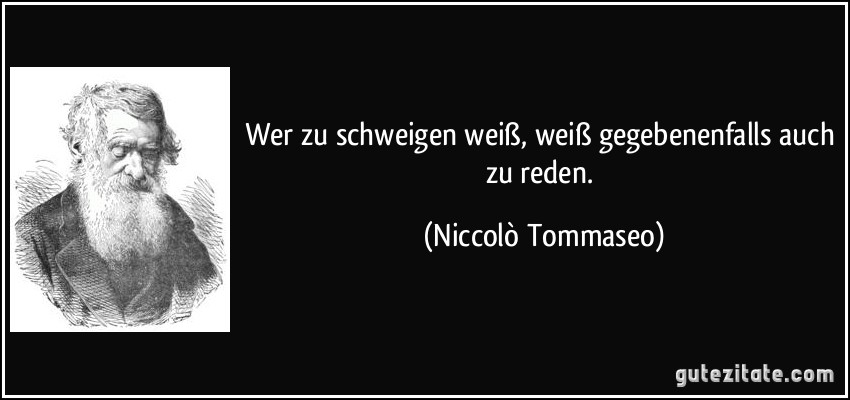 Wer zu schweigen weiß, weiß gegebenenfalls auch
zu reden.
(Niccolò Tommaseo)
gutezitate.com